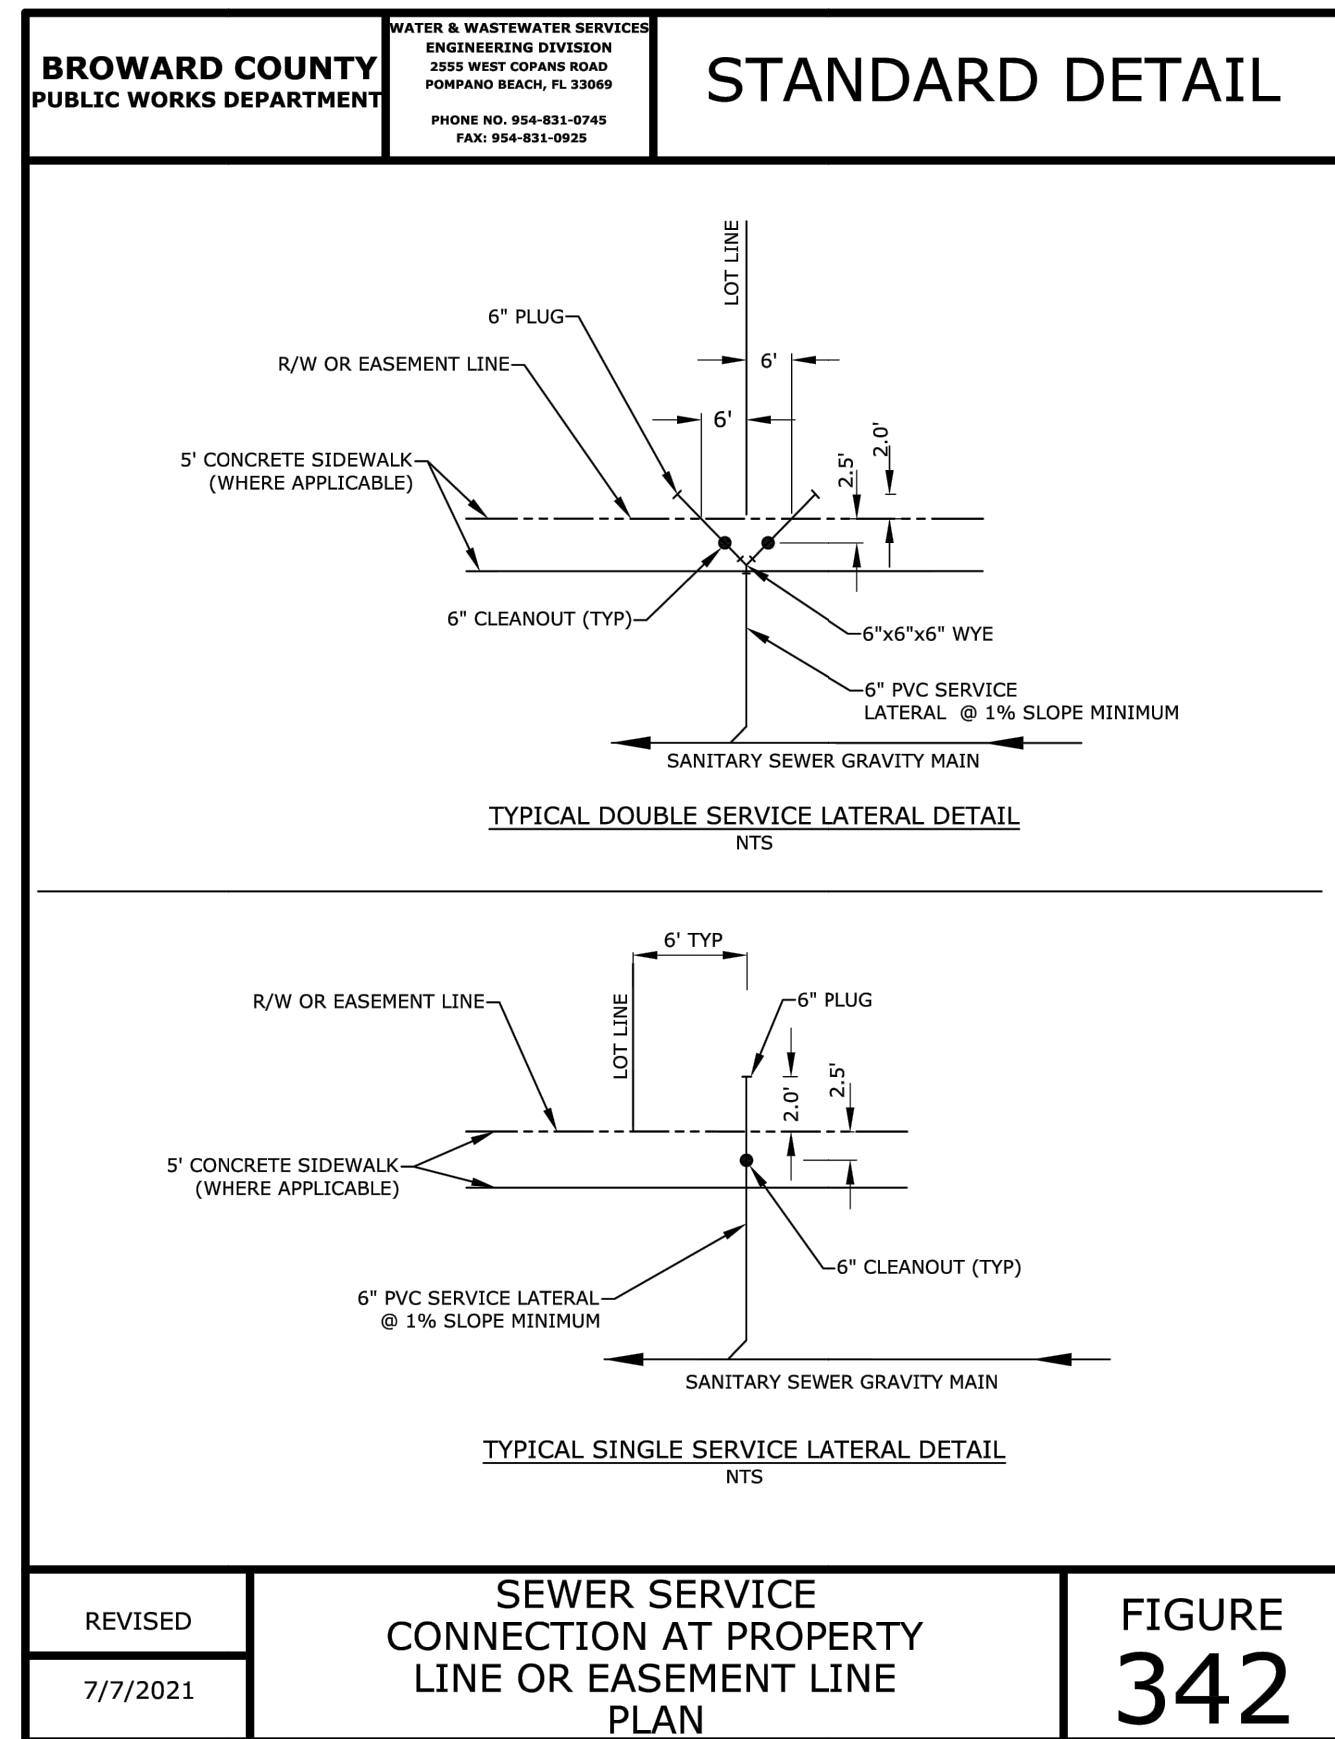 BROWARD COUNTY
PUBLIC WORKS DEPARTMENT
WATER & WASTEWATER SERVICES
ENGINEERING DIVISION
2555 WEST COPANS ROAD
POMPANO BEACH, FL 33069
PHONE NO. 954-831-0745
FAX: 954-831-0925
STANDARD DETAIL
LOT LINE
6" PLUG
R/W OR EASEMENT LINE
6'
6'
5' CONCRETE SIDEWALK
(WHERE APPLICABLE)
2.5'
2.0'
6" CLEANOUT (TYP)
6"x6"x6" WYE
6" PVC SERVICE
LATERAL @ 1% SLOPE MINIMUM
SANITARY SEWER GRAVITY MAIN
TYPICAL DOUBLE SERVICE LATERAL DETAIL
NTS
6' TYP
R/W OR EASEMENT LINE
LOT LINE
6" PLUG
2.0'
2.5'
5' CONCRETE SIDEWALK
(WHERE APPLICABLE)
6" CLEANOUT (TYP)
6" PVC SERVICE LATERAL
@ 1% SLOPE MINIMUM
SANITARY SEWER GRAVITY MAIN
TYPICAL SINGLE SERVICE LATERAL DETAIL
NTS
REVISED
7/7/2021
SEWER SERVICE
CONNECTION AT PROPERTY
LINE OR EASEMENT LINE
PLAN
FIGURE
342